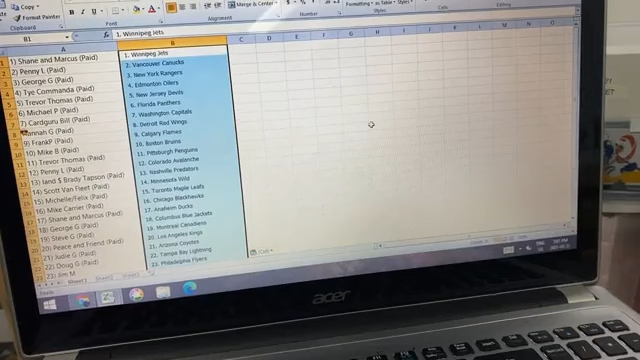 Copy
Format Painter
Font
Merge & Center
Alignment
Number
Formatting
as Table
Styles
Cells
Editing
B1
1. Winnipeg Jets
A B C D E F G H I J K L M N O P
1) Shane and Marcus (Paid) 1. Winnipeg Jets
2) Penny L (Paid) 2. Vancouver Canucks
3) George G (Paid) 3. New York Rangers
4) Tye Commanda (Paid) 4. Edmonton Oilers
5) Trevor Thomas (Paid) 5. New Jersey Devils
6) Michael P (Paid) 6. Florida Panthers
7) Cardguru Bill (Paid) 7. Washington Capitals
Hannah G (Paid) 8. Detroit Red Wings
9) FrankP (Paid) 9. Calgary Flames
10) Mike B (Paid) 10. Boston Bruins
11) Trevor Thomas (Paid) 11. Pittsburgh Penguins
12) Penny L (Paid) 12. Colorado Avalanche
13) Iand $ Brady Tapson (Paid) 13. Nashville Predators
14) Scott Van Fleet (Paid) 14. Minnesota Wild
15) Michelle/Felix (Paid) 15. Toronto Maple Leafs
16) Mike Carrier (Paid) 16. Chicago Blackhawks
17) Shane and Marcus (Paid) 17. Anaheim Ducks
18) George G (Paid) 18. Columbus Blue Jackets
19) Steve G (Paid) 19. Montreal Canadiens
20) Peace and Friend (Paid) 20. Los Angeles Kings
21) Judie G (Paid) 21. Arizona Coyotes
22) Doug G (Paid) 22. Tampa Bay Lightning
23) Jim M 23. Philadelphia Flyers
Sheet1 Sheet2 Sheet3
ENG
acer